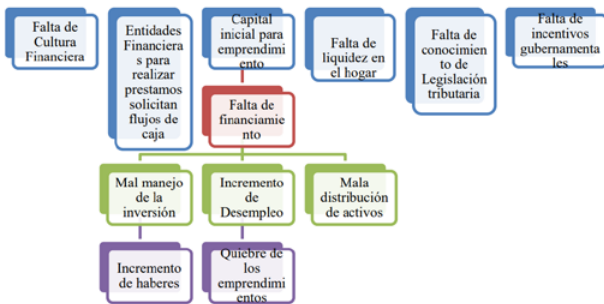 Falta de
Cultura
Financiera
Entidades
Financiera
s para
realizar
prestamos
solicitan
flujos de
caja
Capital
inicial para
emprendimi
ento
Falta de
liquidez en
el hogar
Falta de
conocimient
o de
Legislación
tributaria
Falta de
incentivos
gubernamenta
les
Falta de
financiamie
nto
Mal manejo
de la
inversión
Incremento
de
Desempleo
Mala
distribución
de activos
Incremento
de haberes
Quiebre de
los
emprendimi
entos